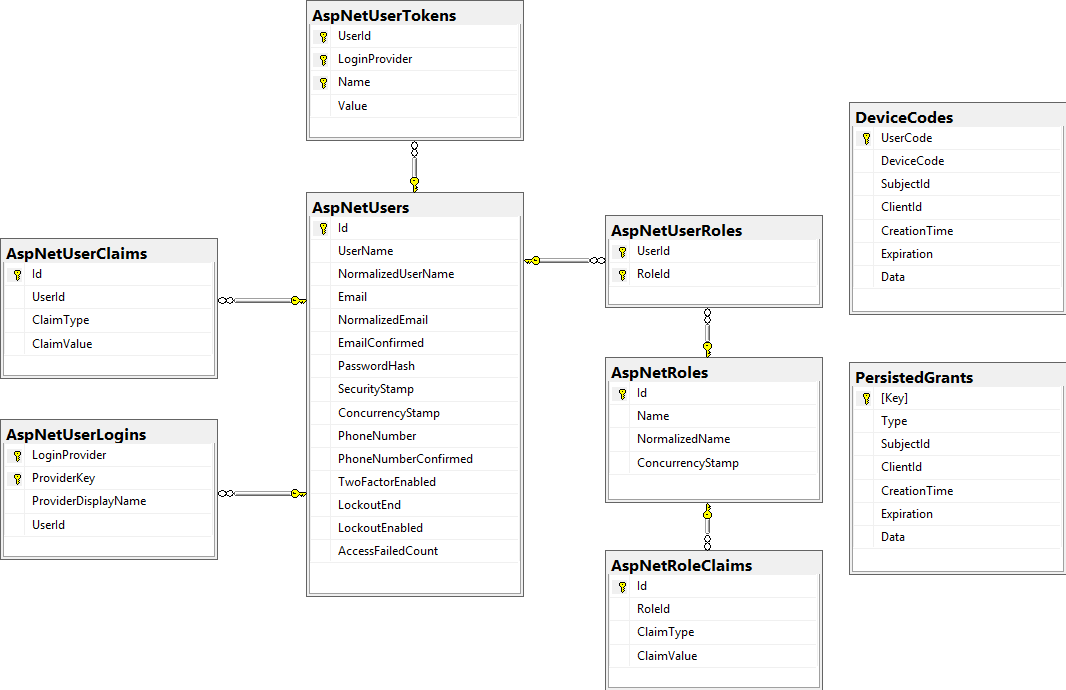 AspNetUserTokens
UserId
LoginProvider
Name
Value
AspNetUsers
Id
UserName
NormalizedUserName
Email
NormalizedEmail
EmailConfirmed
PasswordHash
SecurityStamp
ConcurrencyStamp
PhoneNumber
PhoneNumberConfirmed
TwoFactorEnabled
LockoutEnd
LockoutEnabled
AccessFailedCount
AspNetUserClaims
Id
UserId
ClaimType
ClaimValue
AspNetUserLogins
LoginProvider
ProviderKey
ProviderDisplayName
UserId
AspNetUserRoles
UserId
RoleId
AspNetRoles
Id
Name
NormalizedName
ConcurrencyStamp
AspNetRoleClaims
Id
RoleId
ClaimType
ClaimValue
DeviceCodes
UserCode
DeviceCode
SubjectId
ClientId
CreationTime
Expiration
Data
PersistedGrants
[Key]
Type
SubjectId
ClientId
CreationTime
Expiration
Data